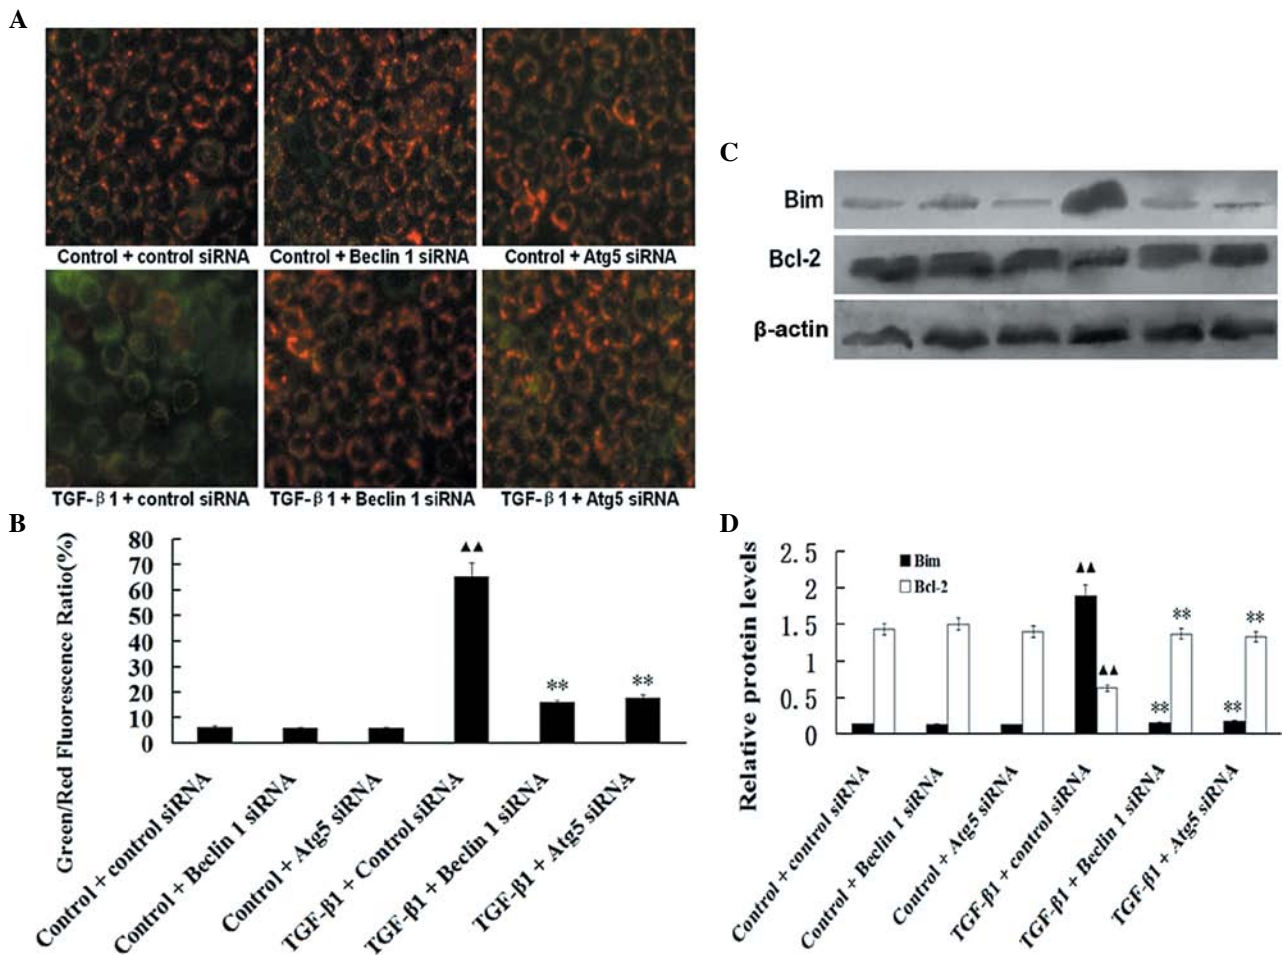 A
Control + control siRNA
Control + Beclin 1 siRNA
Control + Atg5 siRNA
TGF-β1 + control siRNA
TGF-β1 + Beclin 1 siRNA
TGF-β1 + Atg5 siRNA
B
Green/Red Fluorescence Ratio(%)
80
70
60
50
40
30
20
10
0
▲▲
**
**
Control + control siRNA
Control + Beclin 1 siRNA
Control + Atg5 siRNA
TGF-β1 + Control siRNA
TGF-β1 + Beclin 1 siRNA
TGF-β1 + Atg5 siRNA
C
Bim
Bcl-2
β-actin
D
Relative protein levels
2.5
2
1.5
1
0.5
0
Bim
Bcl-2
▲▲
▲▲
**
**
**
**
Control + control siRNA
Control + Beclin 1 siRNA
Control + Atg5 siRNA
TGF-β1 + control siRNA
TGF-β1 + Beclin 1 siRNA
TGF-β1 + Atg5 siRNA